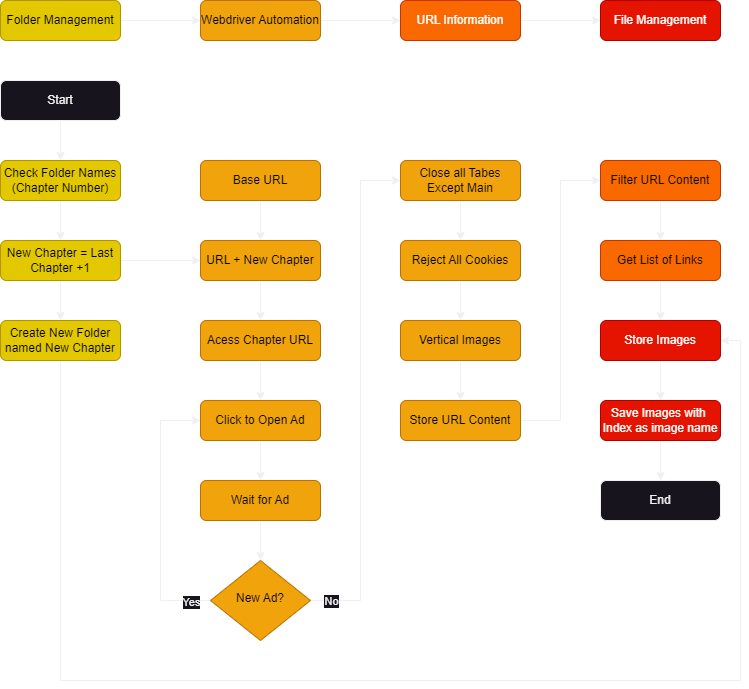 Folder Management
Webdriver Automation
URL Information
File Management
Start
Check Folder Names
(Chapter Number)
New Chapter = Last
Chapter +1
Create New Folder
named New Chapter
Base URL
URL + New Chapter
Acess Chapter URL
Click to Open Ad
Wait for Ad
New Ad?
Yes
No
Close all Tabes
Except Main
Reject All Cookies
Vertical Images
Store URL Content
Filter URL Content
Get List of Links
Store Images
Save Images with
Index as image name
End